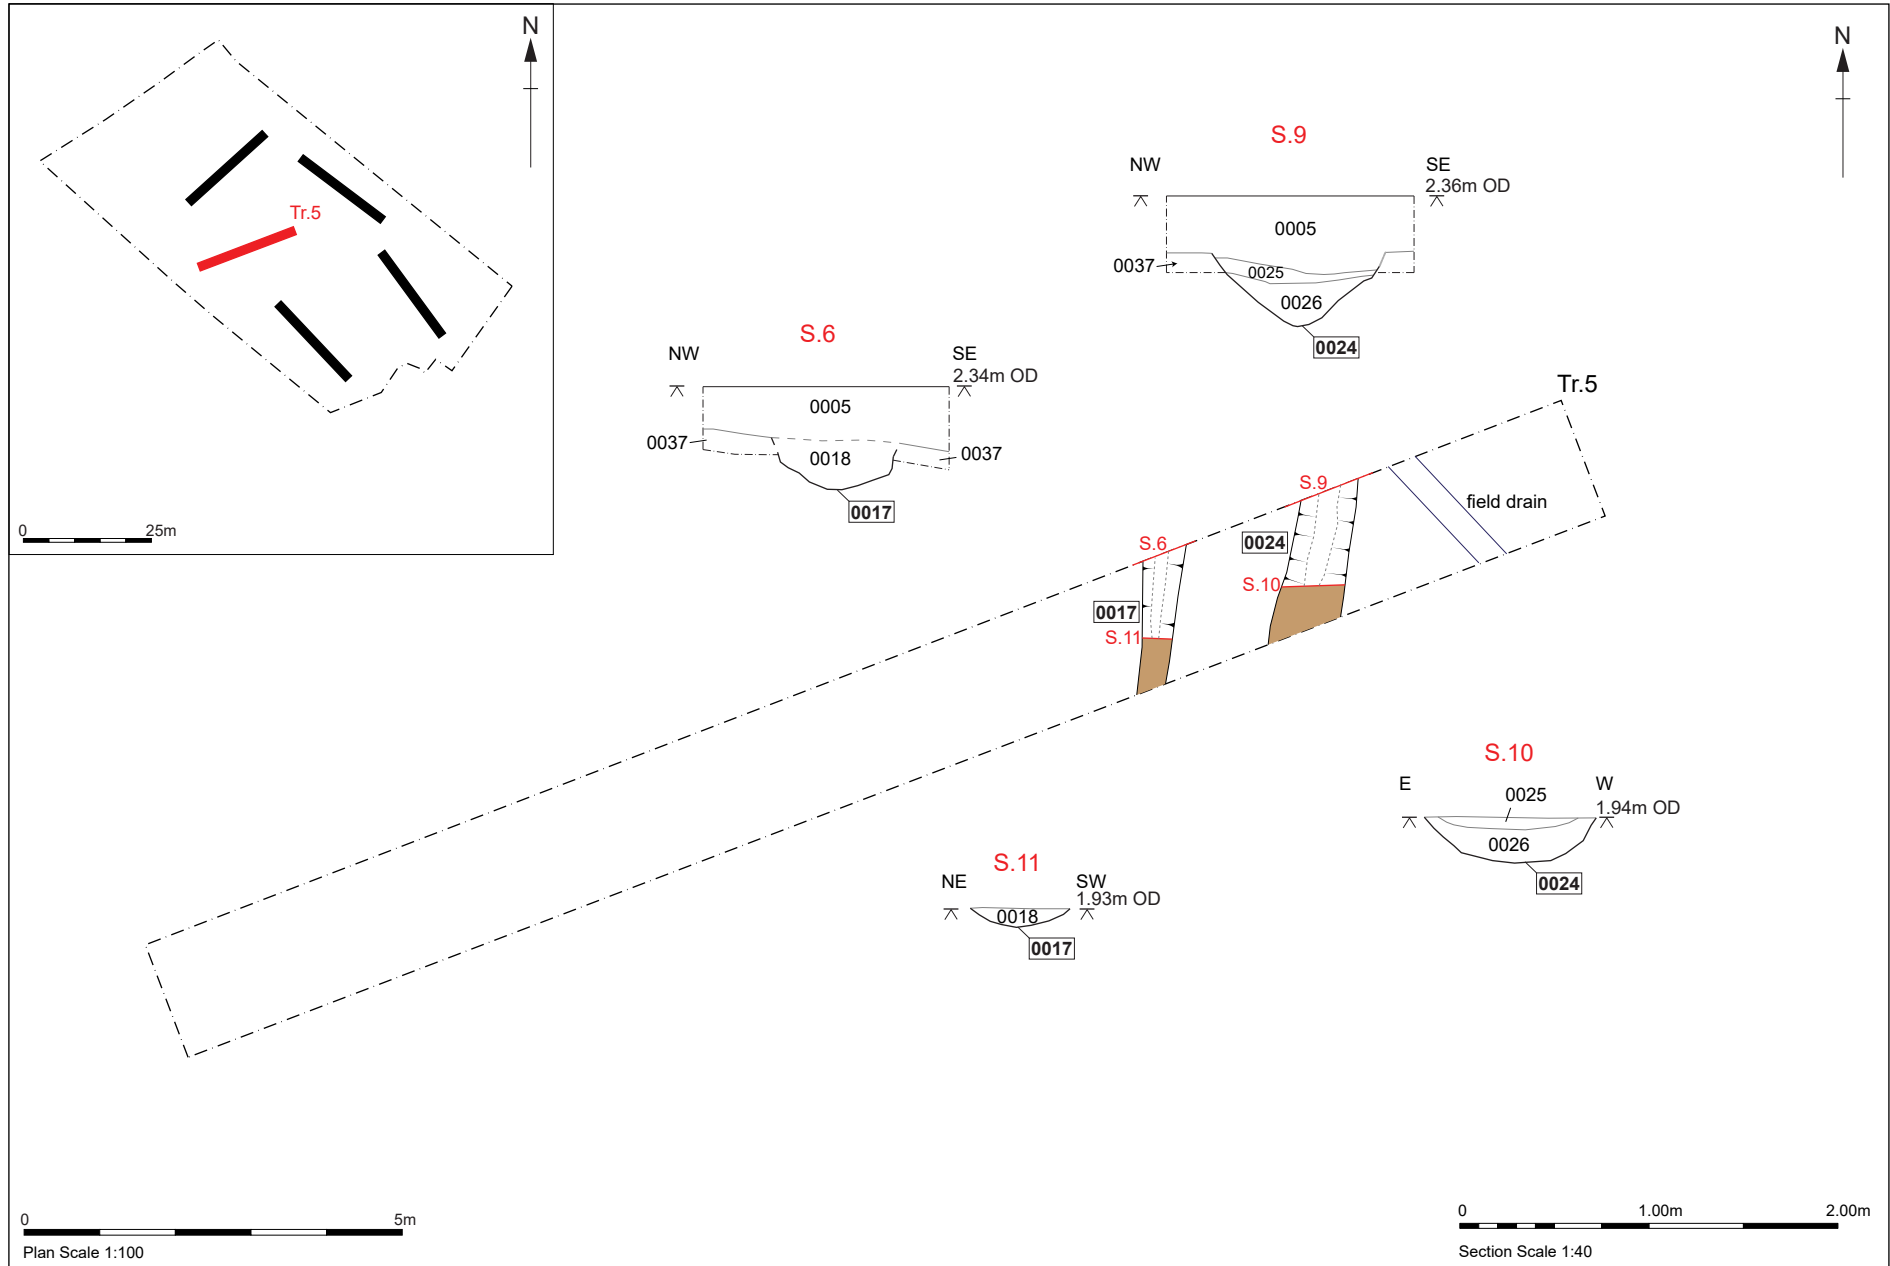 N
Tr.5
0 25m
N
S.9
NW SE
2.36m OD
0005
0037
0025
0026
0024
S.6
NW SE
2.34m OD
0005
0037
0018
0037
0017
Tr.5
S.9
field drain
0024
S.6
S.10
0017
S.11
S.10
E W
0025
1.94m OD
0026
0024
S.11
NE SW
1.93m OD
0018
0017
0 5m
Plan Scale 1:100
0 1.00m 2.00m
Section Scale 1:40